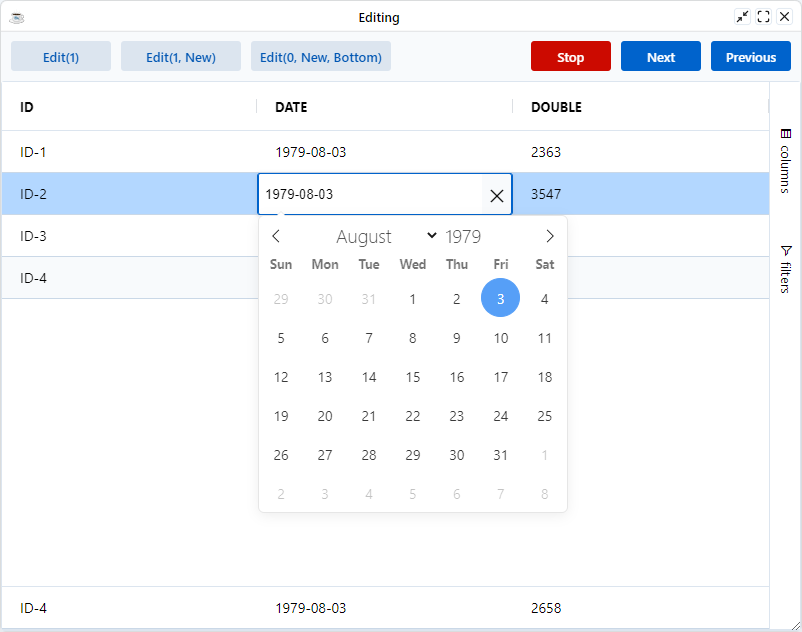 Editing
Edit(1) Edit(1, New) Edit(0, New, Bottom) Stop Next Previous
ID DATE DOUBLE
ID-1 1979-08-03 2363
ID-2 1979-08-03 3547
ID-3
ID-4
August 1979
Sun Mon Tue Wed Thu Fri Sat
29 30 31 1 2 3 4
5 6 7 8 9 10 11
12 13 14 15 16 17 18
19 20 21 22 23 24 25
26 27 28 29 30 31 1
2 3 4 5 6 7 8
ID-4 1979-08-03 2658
columns
filters